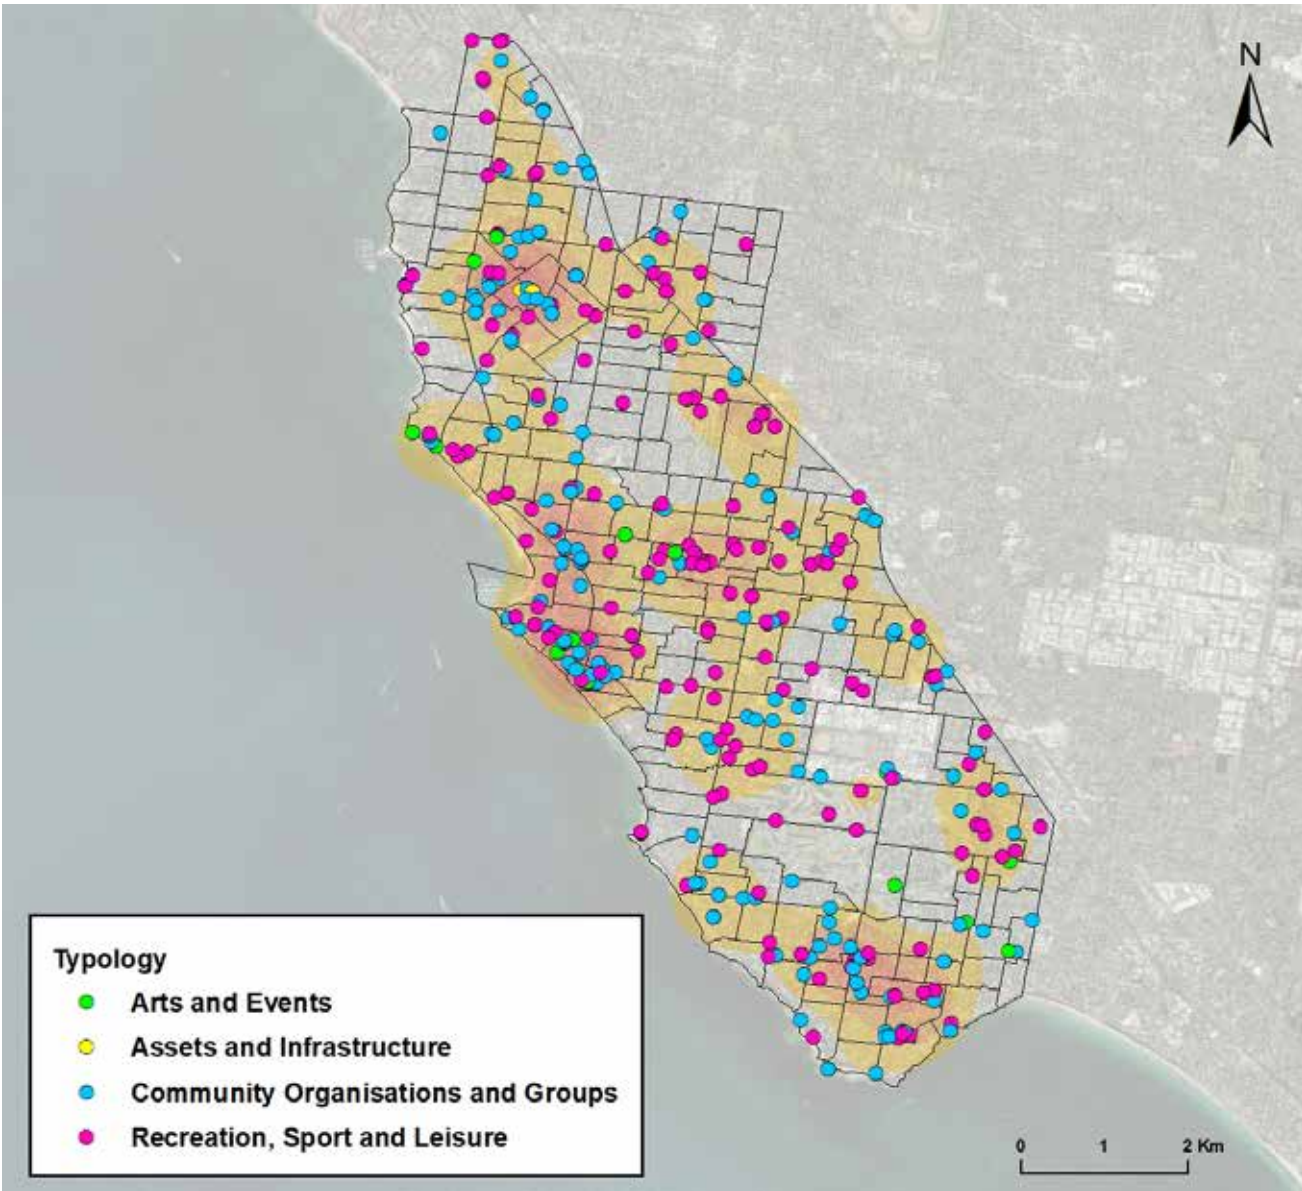 N
Typology
Arts and Events
Assets and Infrastructure
Community Organisations and Groups
Recreation, Sport and Leisure
0 1 2 Km